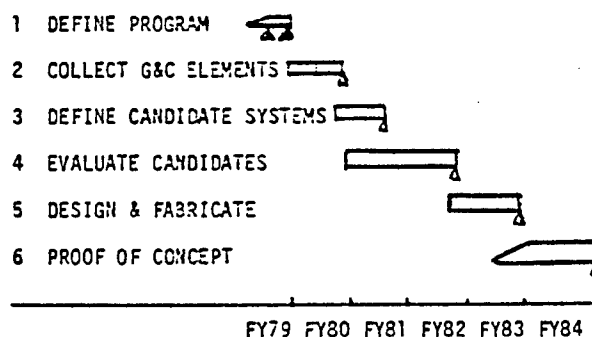 1 DEFINE PROGRAM
2 COLLECT G&C ELEMENTS
3 DEFINE CANDIDATE SYSTEMS
4 EVALUATE CANDIDATES
5 DESIGN & FABRICATE
6 PROOF OF CONCEPT
FY79 FY80 FY81 FY82 FY83 FY84